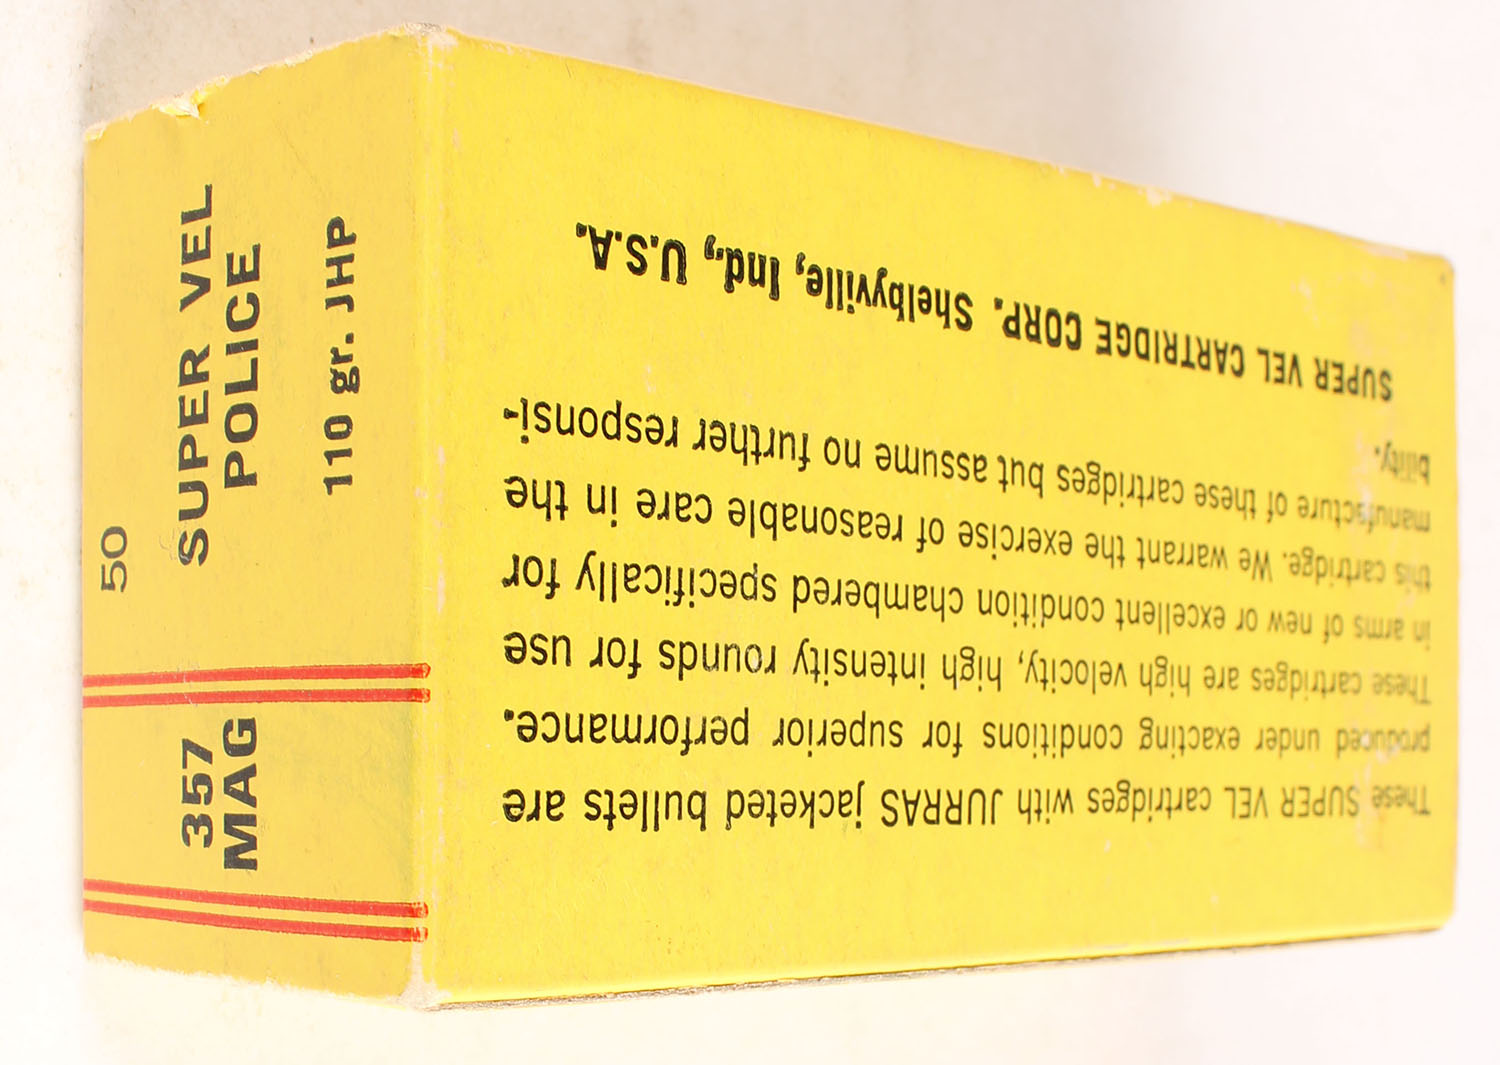 50
357
MAG
SUPER VEL
POLICE
110 gr. JHP
These SUPER VEL cartridges with JURRAS jacketed bullets are
produced under exacting conditions for superior performance.
These cartridges are high velocity, high intensity rounds for use
in arms of new or excellent condition chambered specifically for
this cartridge. We warrant the exercise of reasonable care in the
manufacture of these cartridges but assume no further responsi-
bility.
SUPER VEL CARTRIDGE CORP. Shelbyville, Ind., U.S.A.